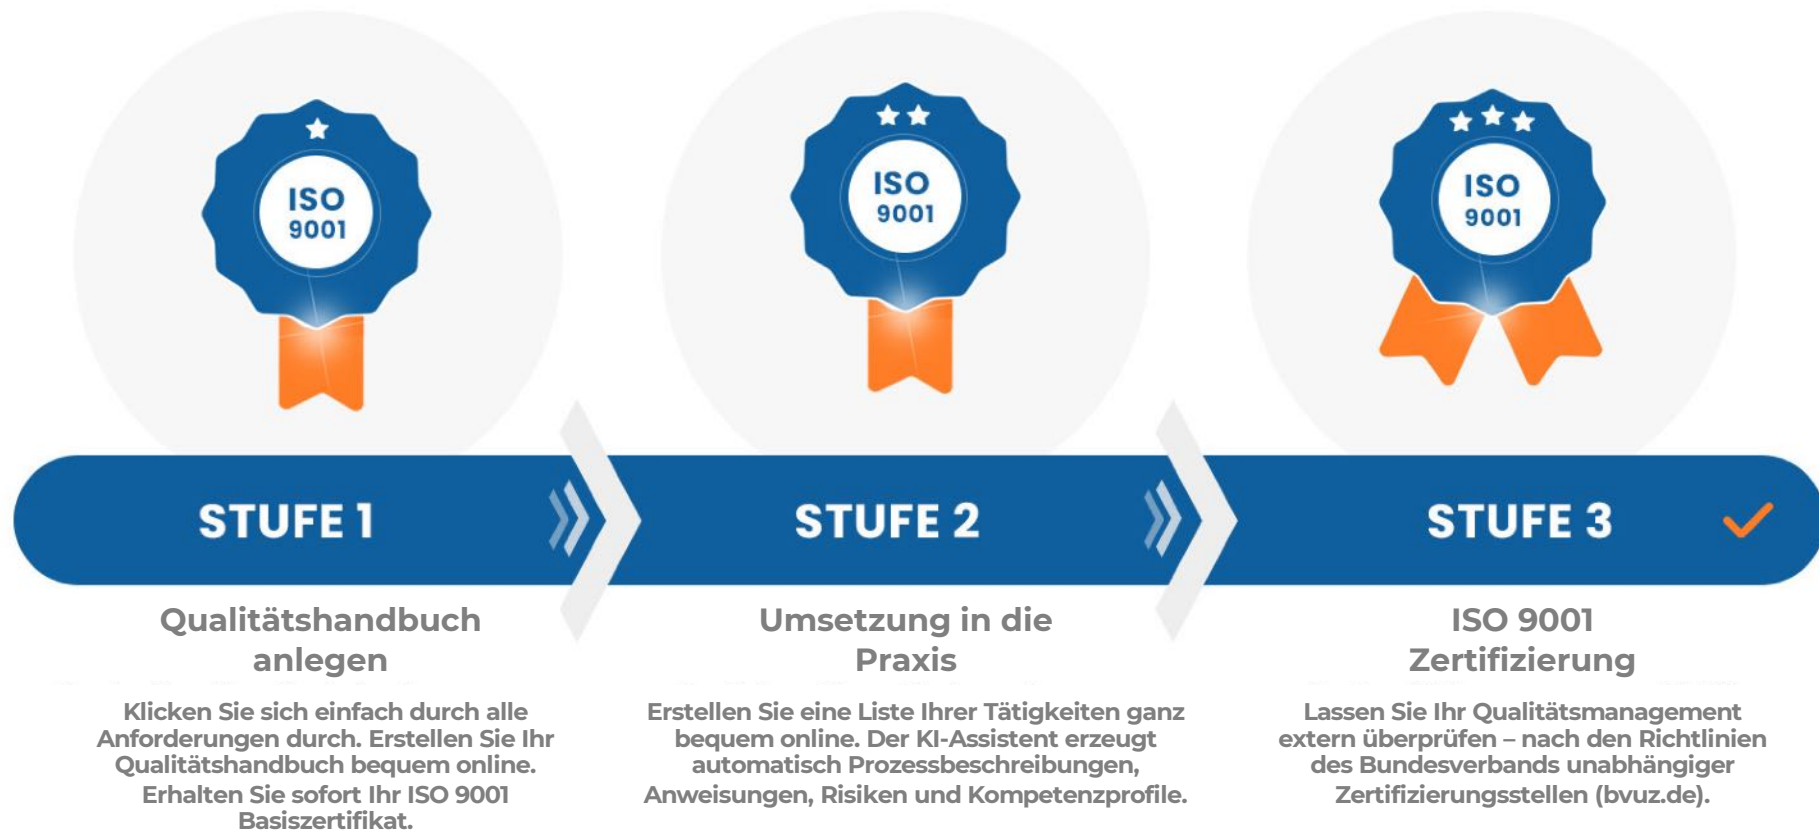 ISO
9001
ISO
9001
ISO
9001
STUFE 1
STUFE 2
STUFE 3
Qualitätshandbuch
anlegen
Klicken Sie sich einfach durch alle
Anforderungen durch. Erstellen Sie Ihr
Qualitätshandbuch bequem online.
Erhalten Sie sofort Ihr ISO 9001
Basiszertifikat.
Umsetzung in die
Praxis
Erstellen Sie eine Liste Ihrer Tätigkeiten ganz
bequem online. Der KI-Assistent erzeugt
automatisch Prozessbeschreibungen,
Anweisungen, Risiken und Kompetenzprofile.
ISO 9001
Zertifizierung
Lassen Sie Ihr Qualitätsmanagement
extern überprüfen – nach den Richtlinien
des Bundesverbands unabhängiger
Zertifizierungsstellen (bvuz.de).